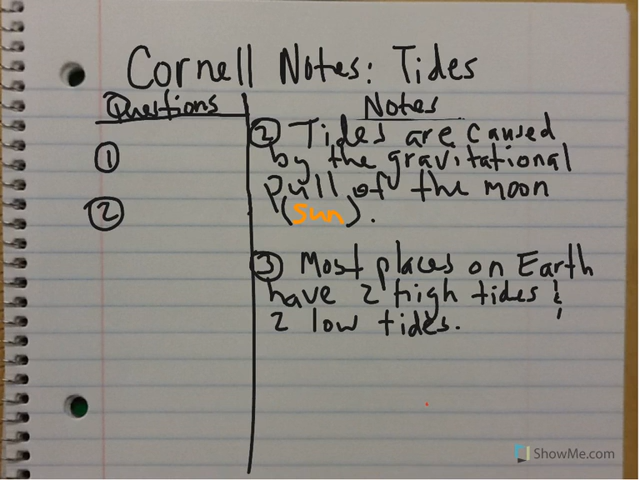 Cornell Notes: Tides
Questions
①
②
Notes
② Tides are caused
by the gravitational
pull of the moon
(sun).
③ Most places on Earth
have 2 high tides &
2 low tides.
ShowMe.com